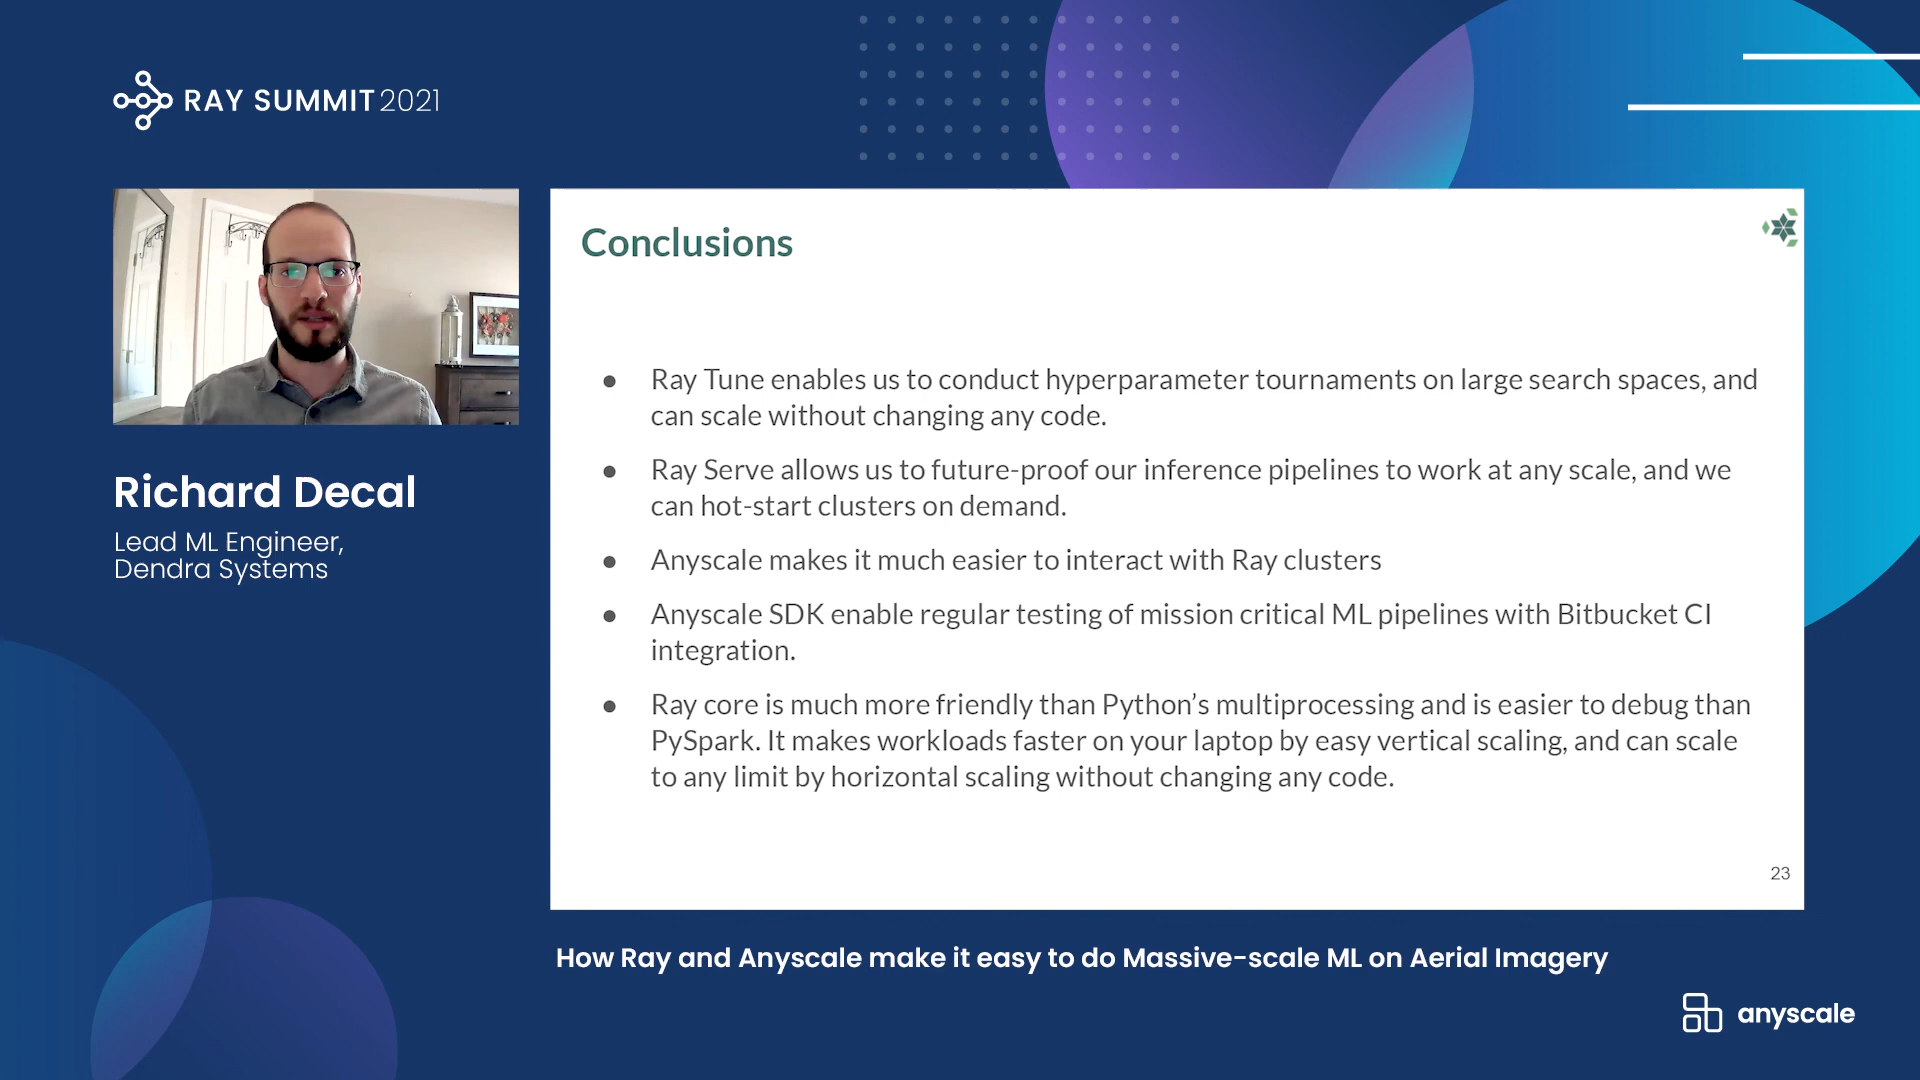 RAY SUMMIT 2021
Richard Decal
Lead ML Engineer,
Dendra Systems
Conclusions
● Ray Tune enables us to conduct hyperparameter tournaments on large search spaces, and
can scale without changing any code.
● Ray Serve allows us to future-proof our inference pipelines to work at any scale, and we
can hot-start clusters on demand.
● Anyscale makes it much easier to interact with Ray clusters
● Anyscale SDK enable regular testing of mission critical ML pipelines with Bitbucket CI
integration.
● Ray core is much more friendly than Python’s multiprocessing and is easier to debug than
PySpark. It makes workloads faster on your laptop by easy vertical scaling, and can scale
to any limit by horizontal scaling without changing any code.
23
How Ray and Anyscale make it easy to do Massive-scale ML on Aerial Imagery
anyscale